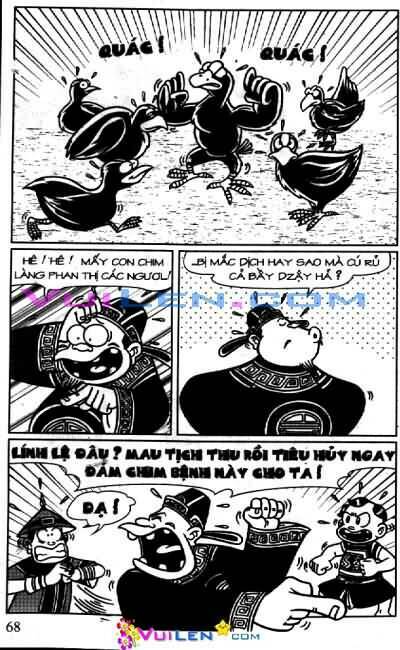 QUÁC!
QUÁC!
HÊ! HÊ! MẤY CON CHIM
LÀNG PHAN THỊ CÁC NGƯƠI
..BỊ MẮC DỊCH HAY SAO MÀ CÚ RỦ
CẢ BẦY DZẬY HẢ?
VUILEN.COM
LÍNH LỆ ĐÂU? MAU TỊCH THU RỒI TIÊU HỦY NGAY
ĐÁM CHIM BỆNH NÀY CHO TA!
DẠ!
68
VUILEN.COM